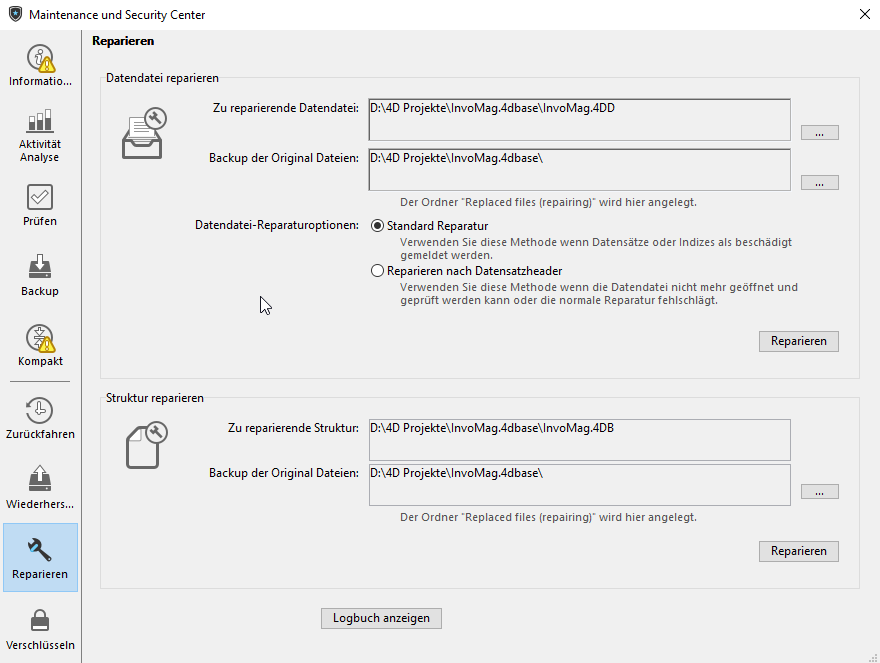 Maintenance und Security Center
Reparieren
Informatio...
Aktivität
Analyse
Prüfen
Backup
Kompakt
Zurückfahren
Wiederhers...
Reparieren
Verschlüsseln
Datendatei reparieren
Zu reparierende Datendatei: D:\4D Projekte\InvoMag.4dbase\InvoMag.4DD
...
Backup der Original Dateien: D:\4D Projekte\InvoMag.4dbase\
...
Der Ordner "Replaced files (repairing)" wird hier angelegt.
Datendatei-Reparaturoptionen: Standard Reparatur
Verwenden Sie diese Methode wenn Datensätze oder Indizes als beschädigt
gemeldet werden.
Reparieren nach Datensatzheader
Verwenden Sie diese Methode wenn die Datendatei nicht mehr geöffnet und
geprüft werden kann oder die normale Reparatur fehlschlägt.
Reparieren
Struktur reparieren
Zu reparierende Struktur: D:\4D Projekte\InvoMag.4dbase\InvoMag.4DB
Backup der Original Dateien: D:\4D Projekte\InvoMag.4dbase\
...
Der Ordner "Replaced files (repairing)" wird hier angelegt.
Reparieren
Logbuch anzeigen